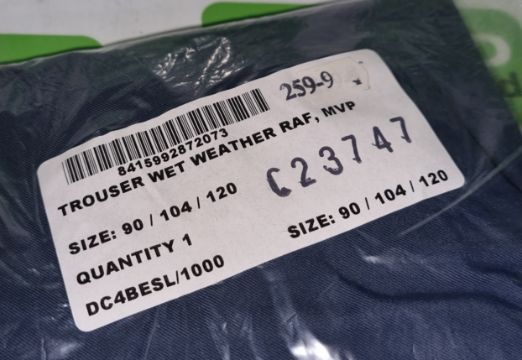 259-9
8415992872073
TROUSER WET WEATHER RAF, MVP
C23747
SIZE: 90 / 104 / 120
QUANTITY 1
SIZE: 90 / 104 / 120
DC4BESL/1000